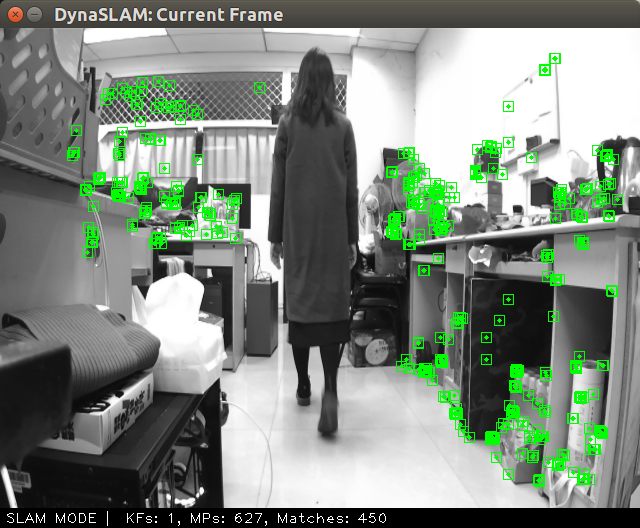 DynaSLAM: Current Frame
SLAM MODE | KFs: 1, MPs: 627, Matches: 450